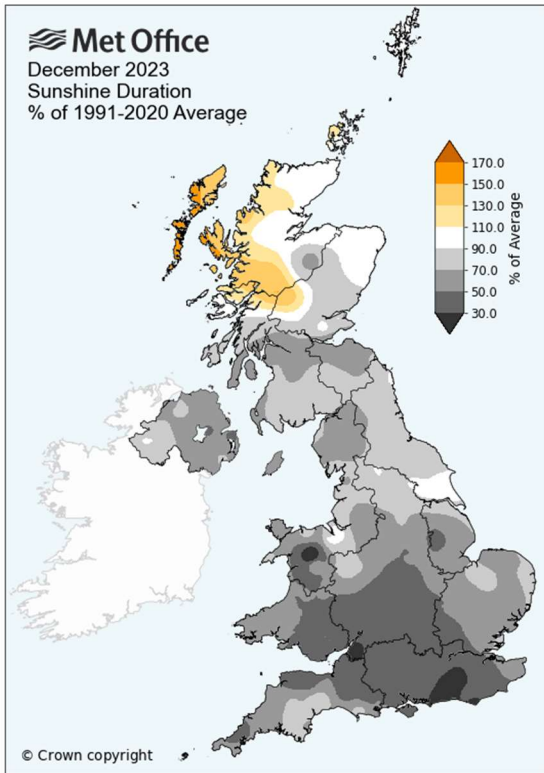 Met Office
December 2023
Sunshine Duration
% of 1991-2020 Average
170.0
150.0
130.0
110.0
90.0
70.0
50.0
30.0
% of Average
© Crown copyright